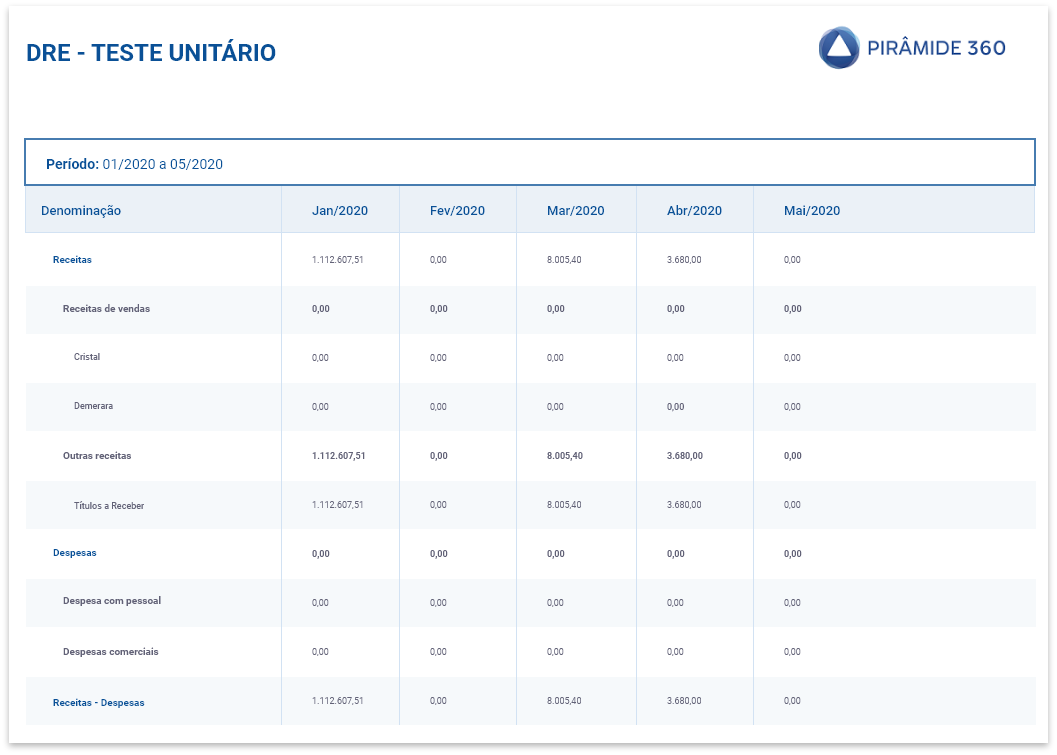 DRE - TESTE UNITÁRIO
PIRÂMIDE 360
Período: 01/2020 a 05/2020
Denominação Jan/2020 Fev/2020 Mar/2020 Abr/2020 Mai/2020
Receitas 1.112.607,51 0,00 8.005,40 3.680,00 0,00
Receitas de vendas 0,00 0,00 0,00 0,00 0,00
Cristal 0,00 0,00 0,00 0,00 0,00
Demerara 0,00 0,00 0,00 0,00 0,00
Outras receitas 1.112.607,51 0,00 8.005,40 3.680,00 0,00
Títulos a Receber 1.112.607,51 0,00 8.005,40 3.680,00 0,00
Despesas 0,00 0,00 0,00 0,00 0,00
Despesa com pessoal 0,00 0,00 0,00 0,00 0,00
Despesas comerciais 0,00 0,00 0,00 0,00 0,00
Receitas - Despesas 1.112.607,51 0,00 8.005,40 3.680,00 0,00